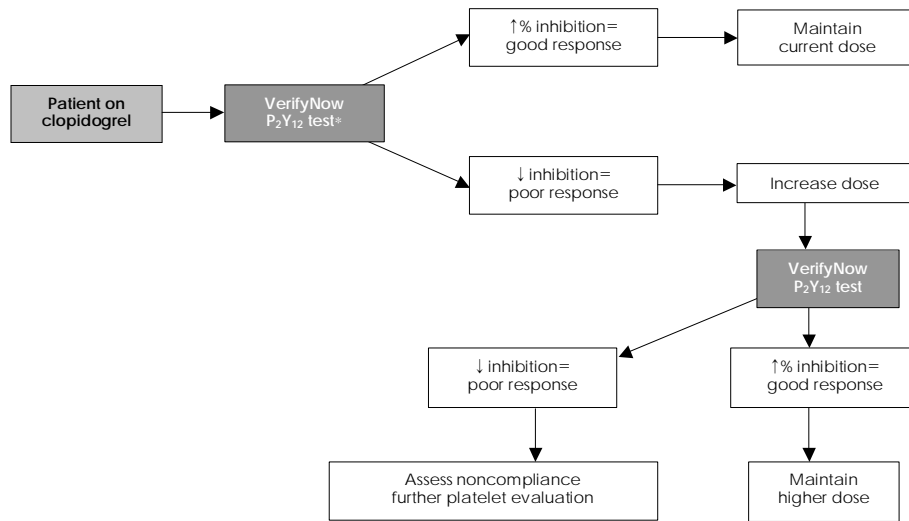 ↑% inhibition=
good response
Maintain
current dose
Patient on
clopidogrel
VerifyNow
P₂Y₁₂ test*
↓ inhibition=
poor response
Increase dose
VerifyNow
P₂Y₁₂ test
↓ inhibition=
poor response
↑% inhibition=
good response
Assess noncompliance
further platelet evaluation
Maintain
higher dose